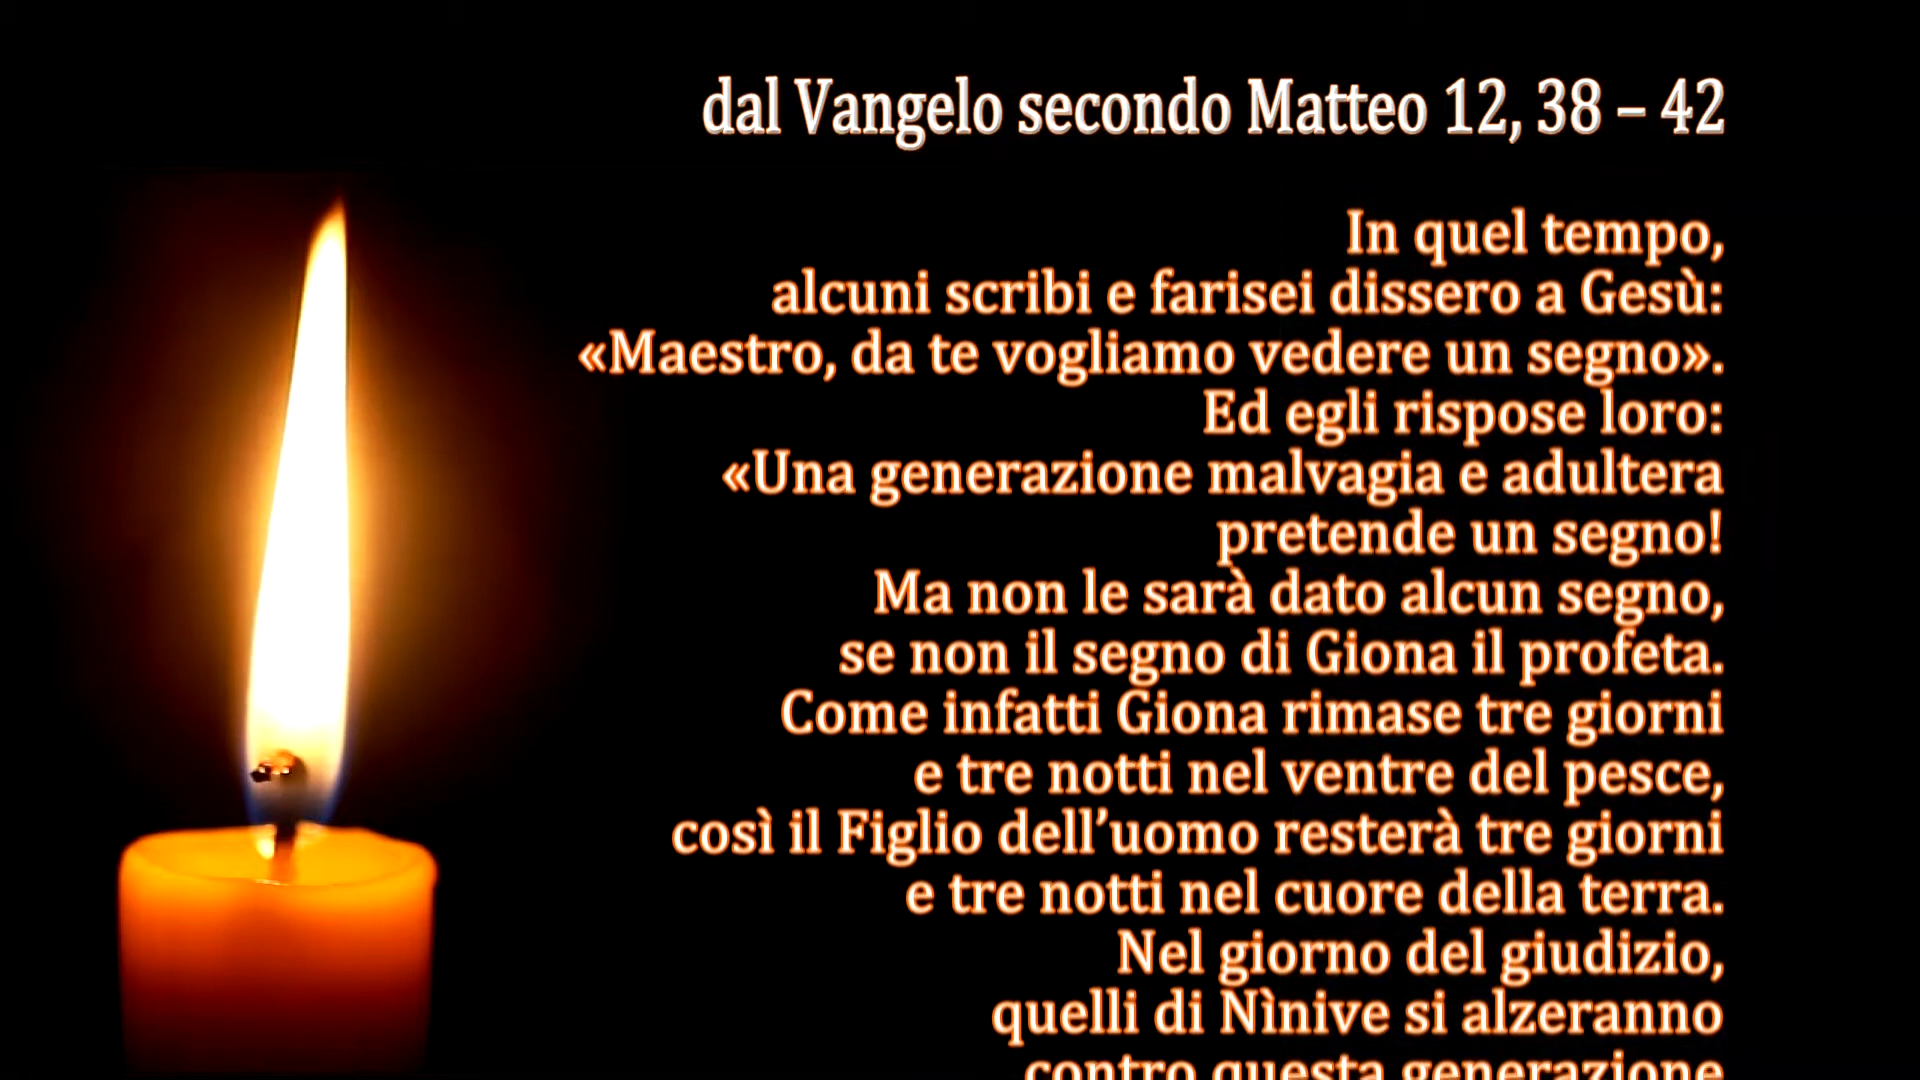 dal Vangelo secondo Matteo 12, 38 – 42
In quel tempo,
alcuni scribi e farisei dissero a Gesù:
«Maestro, da te vogliamo vedere un segno».
Ed egli rispose loro:
«Una generazione malvagia e adultera
pretende un segno!
Ma non le sarà dato alcun segno,
se non il segno di Giona il profeta.
Come infatti Giona rimase tre giorni
e tre notti nel ventre del pesce,
così il Figlio dell’uomo resterà tre giorni
e tre notti nel cuore della terra.
Nel giorno del giudizio,
quelli di Nìnive si alzeranno
contro questa generazione